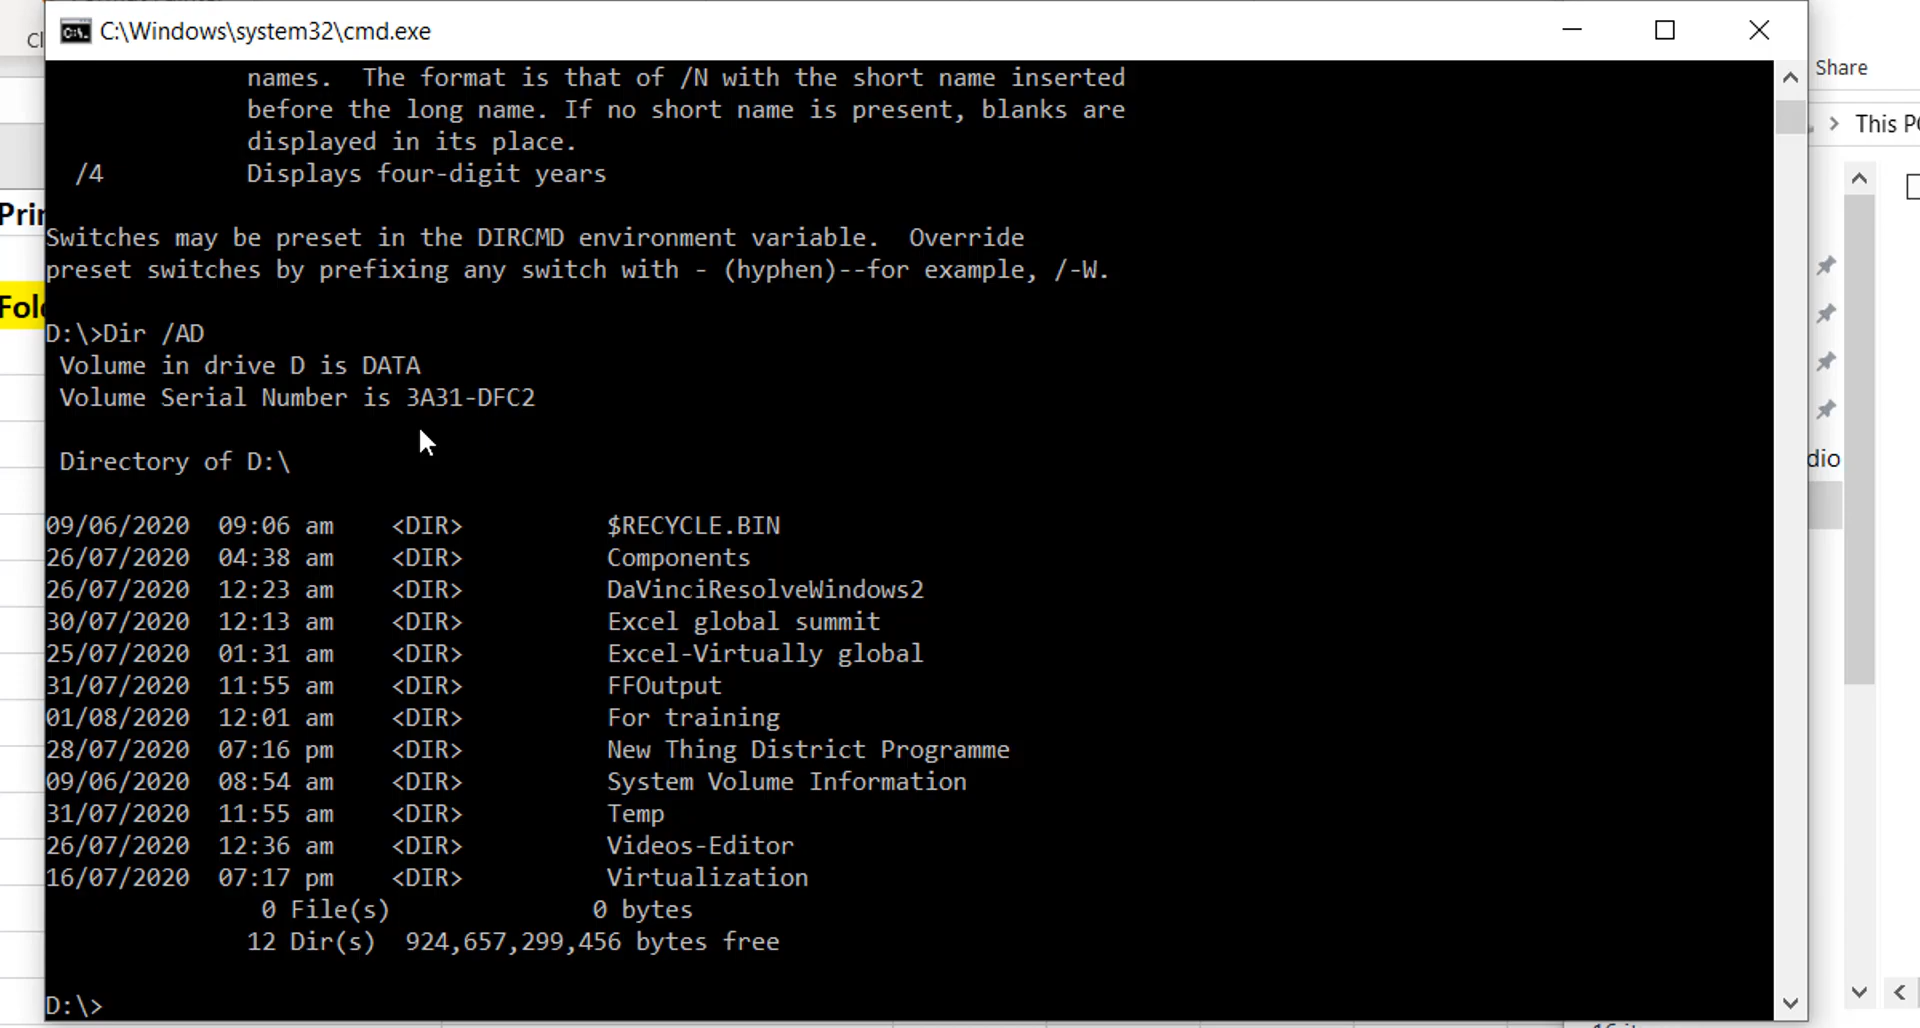 C:\Windows\system32\cmd.exe
Share
This
names.  The format is that of /N with the short name inserted
before the long name. If no short name is present, blanks are
displayed in its place.
/4          Displays four-digit years
Switches may be preset in the DIRCMD environment variable.  Override
preset switches by prefixing any switch with - (hyphen)--for example, /-W.
D:\>Dir /AD
Volume in drive D is DATA
Volume Serial Number is 3A31-DFC2
Directory of D:\
09/06/2020  09:06 am    <DIR>          $RECYCLE.BIN
26/07/2020  04:38 am    <DIR>          Components
26/07/2020  12:23 am    <DIR>          DaVinciResolveWindows2
30/07/2020  12:13 am    <DIR>          Excel global summit
25/07/2020  01:31 am    <DIR>          Excel-Virtually global
31/07/2020  11:55 am    <DIR>          FFOutput
01/08/2020  12:01 am    <DIR>          For training
28/07/2020  07:16 pm    <DIR>          New Thing District Programme
09/06/2020  08:54 am    <DIR>          System Volume Information
31/07/2020  11:55 am    <DIR>          Temp
26/07/2020  12:36 am    <DIR>          Videos-Editor
16/07/2020  07:17 pm    <DIR>          Virtualization
0 File(s)              0 bytes
12 Dir(s)  924,657,299,456 bytes free
D:\>